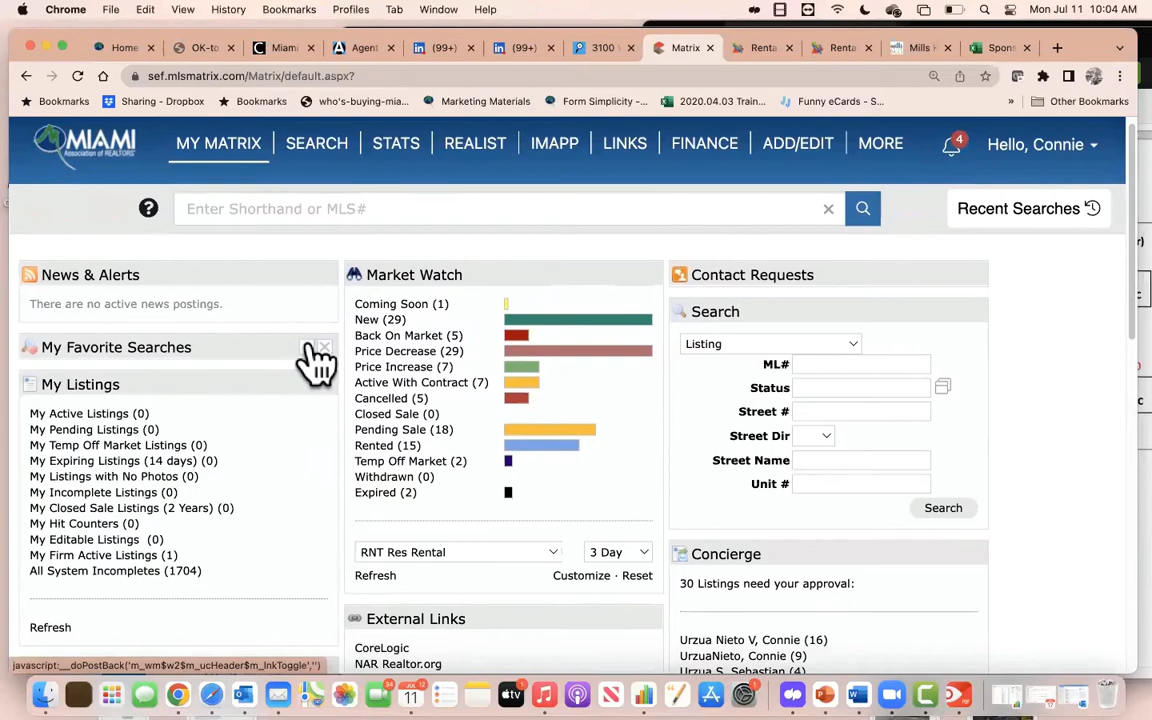 Chrome File Edit View History Bookmarks Profiles Tab Window Help Mon Jul 11 10:04 AM
Home OK-to Miami Agent (99+) (99+) 3100 Matrix Renta Renta Mills Spons
sef.mlsmatrix.com/Matrix/default.aspx?
Bookmarks Sharing - Dropbox Bookmarks who's-buying-mia... Marketing Materials Form Simplicity -... 2020.04.03 Train... Funny eCards - S... » Other Bookmarks
MIAMI
Association of REALTORS
MY MATRIX SEARCH STATS REALIST IMAPP LINKS FINANCE ADD/EDIT MORE 4 Hello, Connie
? Enter Shorthand or MLS# Recent Searches
News & Alerts
There are no active news postings.
My Favorite Searches
My Listings
My Active Listings (0)
My Pending Listings (0)
My Temp Off Market Listings (0)
My Expiring Listings (14 days) (0)
My Listings with No Photos (0)
My Incomplete Listings (0)
My Closed Sale Listings (2 Years) (0)
My Hit Counters (0)
My Editable Listings (0)
My Firm Active Listings (1)
All System Incompletes (1704)
Refresh
Market Watch
Coming Soon (1)
New (29)
Back On Market (5)
Price Decrease (29)
Price Increase (7)
Active With Contract (7)
Cancelled (5)
Closed Sale (0)
Pending Sale (18)
Rented (15)
Temp Off Market (2)
Withdrawn (0)
Expired (2)
RNT Res Rental 3 Day
Refresh Customize · Reset
External Links
CoreLogic
NAR Realtor.org
Contact Requests
Search
Listing
ML#
Status
Street #
Street Dir
Street Name
Unit #
Search
Concierge
30 Listings need your approval:
Urzua Nieto V, Connie (16)
UrzuaNieto, Connie (9)
Urzua S, Sebastian (4)
javascript:__doPostBack('m_wm$w2$m_ucHeader$m_lnkToggle','')